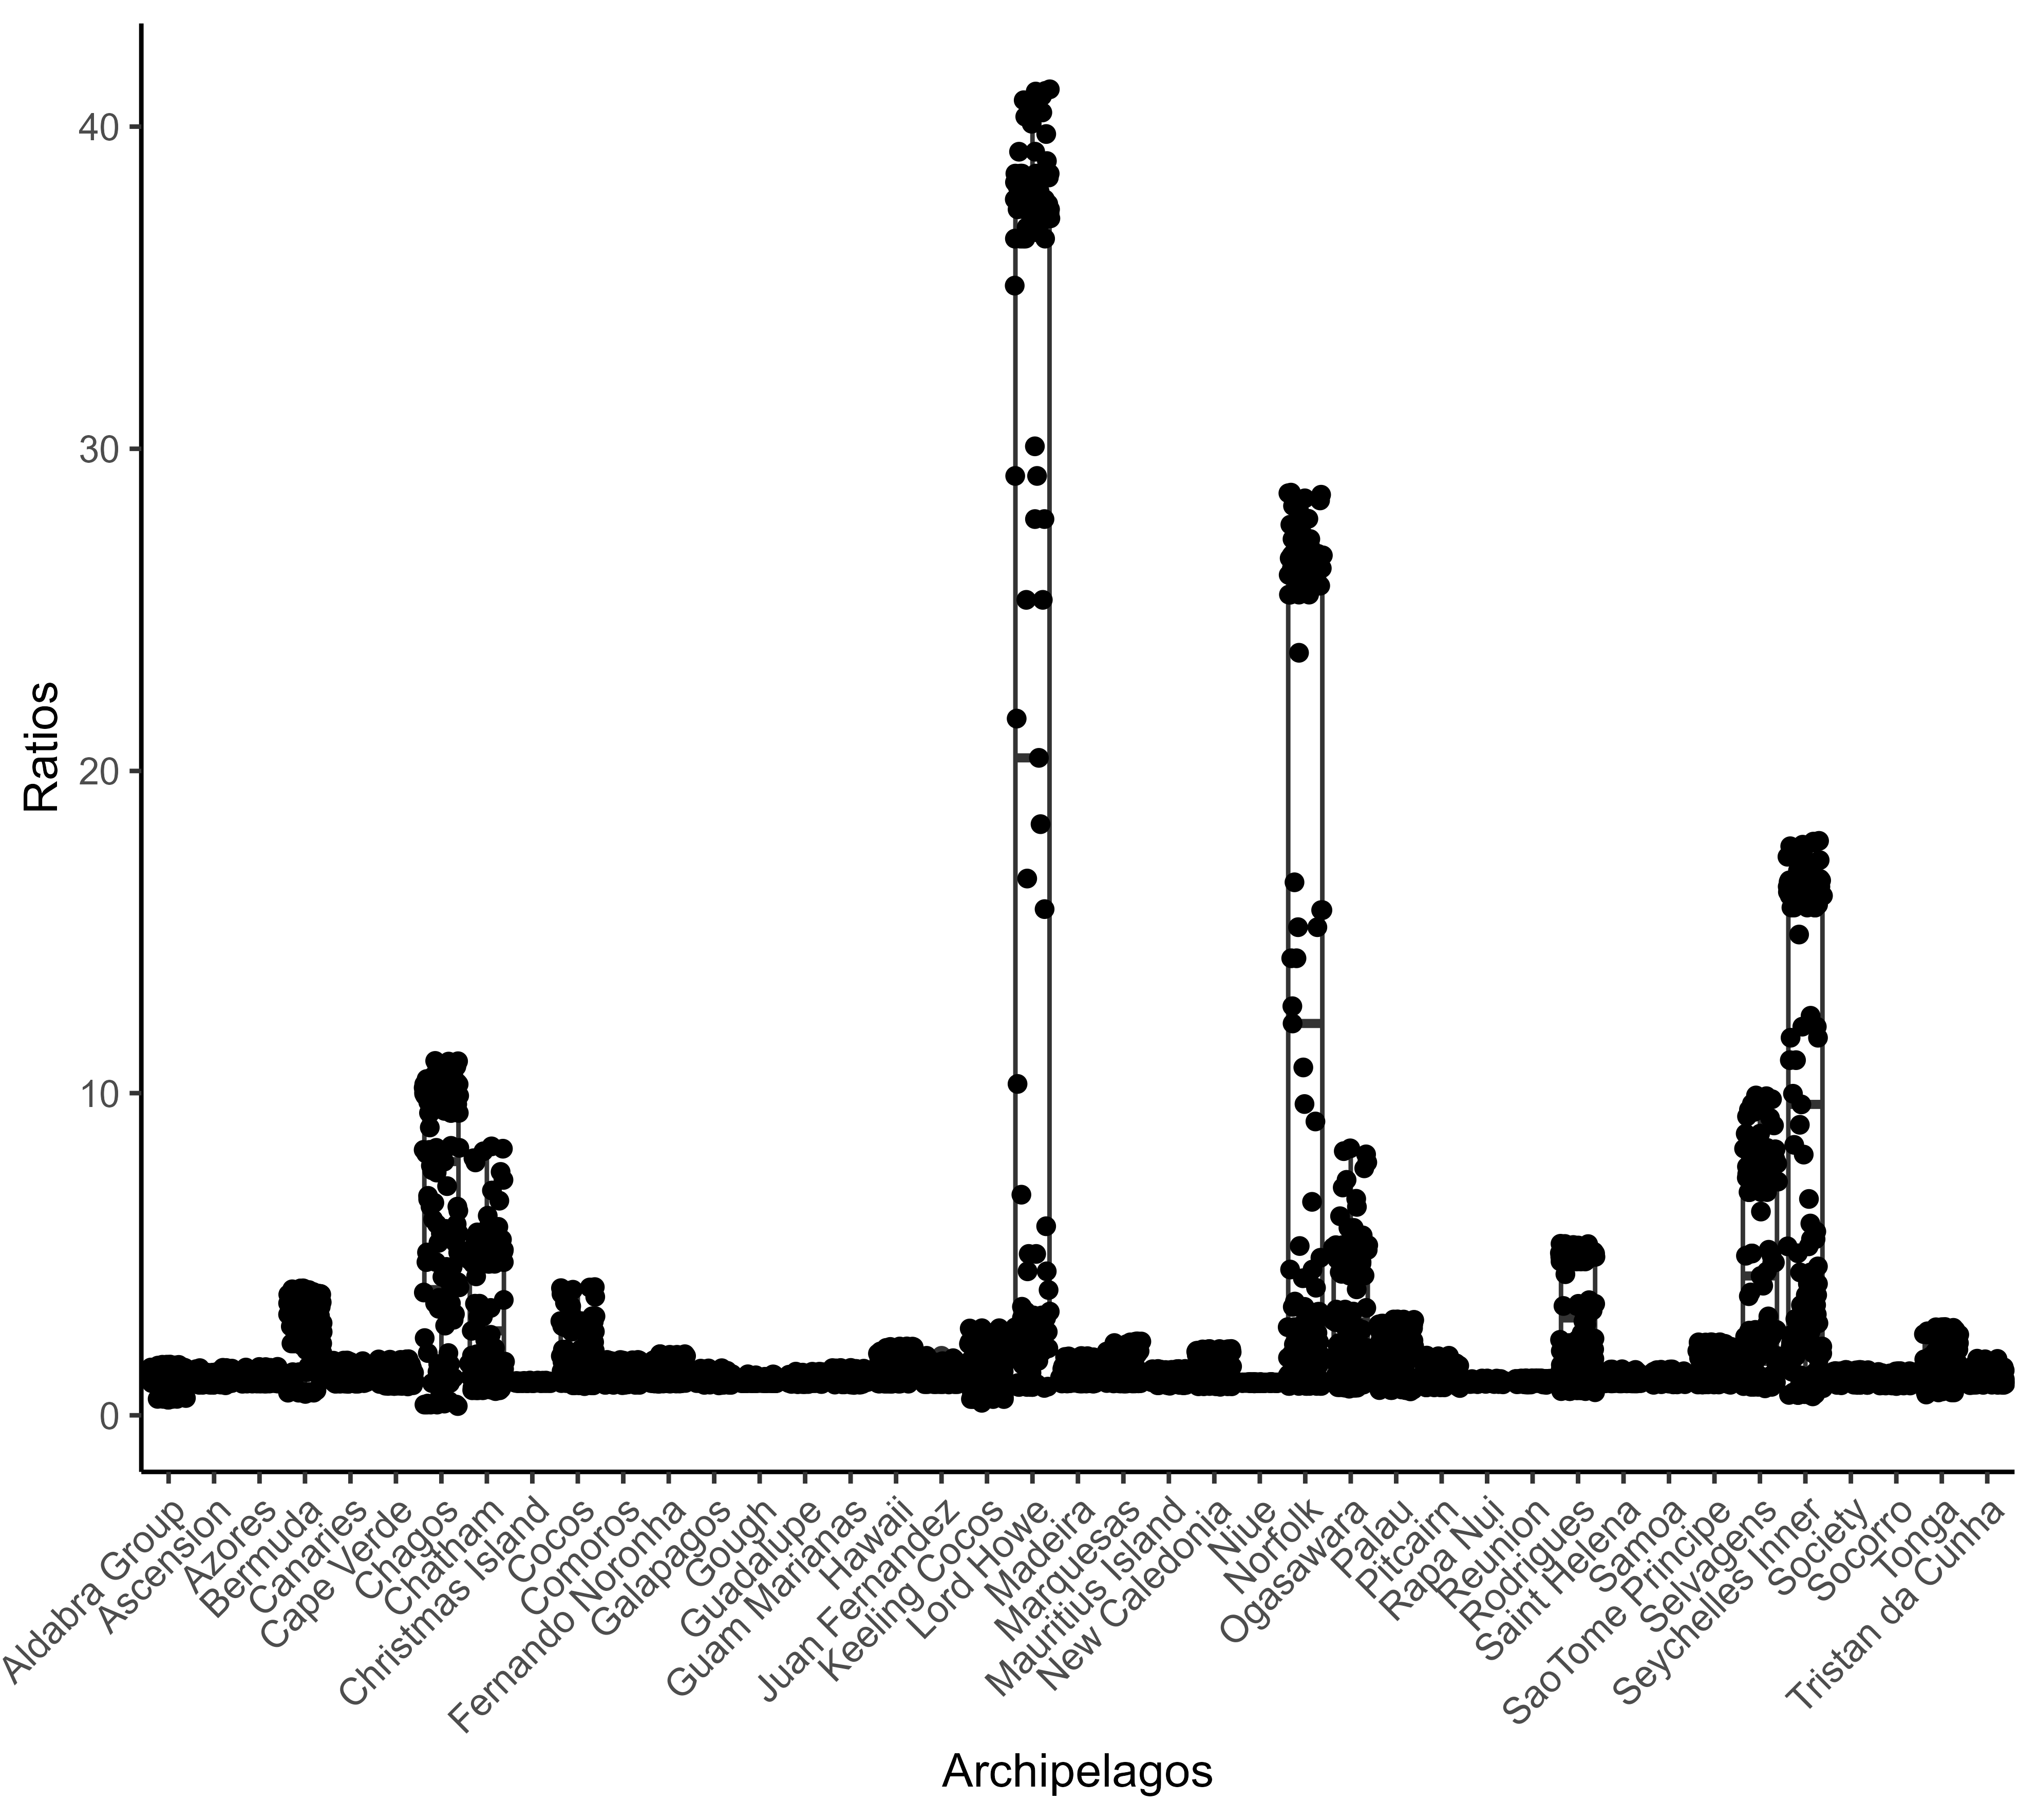 Ratios
40
30
20
10
0
Aldabra Group
Ascension
Azores
Bermuda
Canaries
Cape Verde
Chagos
Chatham
Christmas Island
Cocos
Comoros
Fernando Noronha
Galapagos
Gough
Guadalupe
Guam Marianas
Hawaii
Juan Fernandez
Keeling Cocos
Lord Howe
Madeira
Marquesas
Mauritius Island
New Caledonia
Niue
Norfolk
Ogasawara
Palau
Pitcairn
Rapa Nui
Reunion
Rodrigues
Saint Helena
Samoa
SaoTome Principe
Selvagens
Seychelles Inner
Society
Socorro
Tonga
Tristan da Cunha
Archipelagos